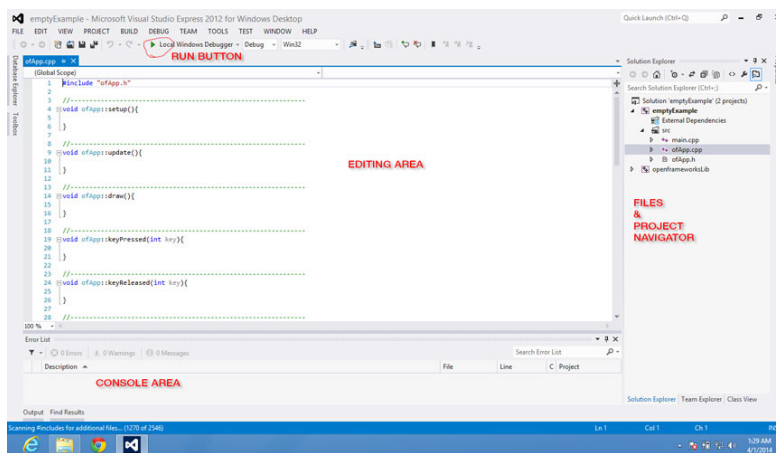 emptyExample - Microsoft Visual Studio Express 2012 for Windows Desktop
Quick Launch (Ctrl+Q)
FILE EDIT VIEW PROJECT BUILD DEBUG TEAM TOOLS TEST WINDOW HELP
Local Windows Debugger Debug Win32
RUN BUTTON
Database Explorer Toolbox
ofApp.cpp
(Global Scope)
1 #include "ofApp.h"
2
3 //--------------------------------------------------------------
4 void ofApp::setup(){
5
6 }
7
8 //--------------------------------------------------------------
9 void ofApp::update(){
10
11 }
12
13 //--------------------------------------------------------------
14 void ofApp::draw(){
15
16 }
17
18 //--------------------------------------------------------------
19 void ofApp::keyPressed(int key){
20
21 }
22
23 //--------------------------------------------------------------
24 void ofApp::keyReleased(int key){
25
26 }
27
28 //--------------------------------------------------------------
EDITING AREA
100 %
Solution Explorer
Search Solution Explorer (Ctrl+;)
Solution 'emptyExample' (2 projects)
emptyExample
External Dependencies
src
main.cpp
ofApp.cpp
ofApp.h
openframeworksLib
FILES
&
PROJECT
NAVIGATOR
Error List
0 Errors 0 Warnings 0 Messages
Search Error List
Description File Line C Project
CONSOLE AREA
Solution Explorer Team Explorer Class View
Output Find Results
Scanning #includes for additional files... (1270 of 2546)
Ln 1 Col 1 Ch 1
1:29 AM
4/1/2014